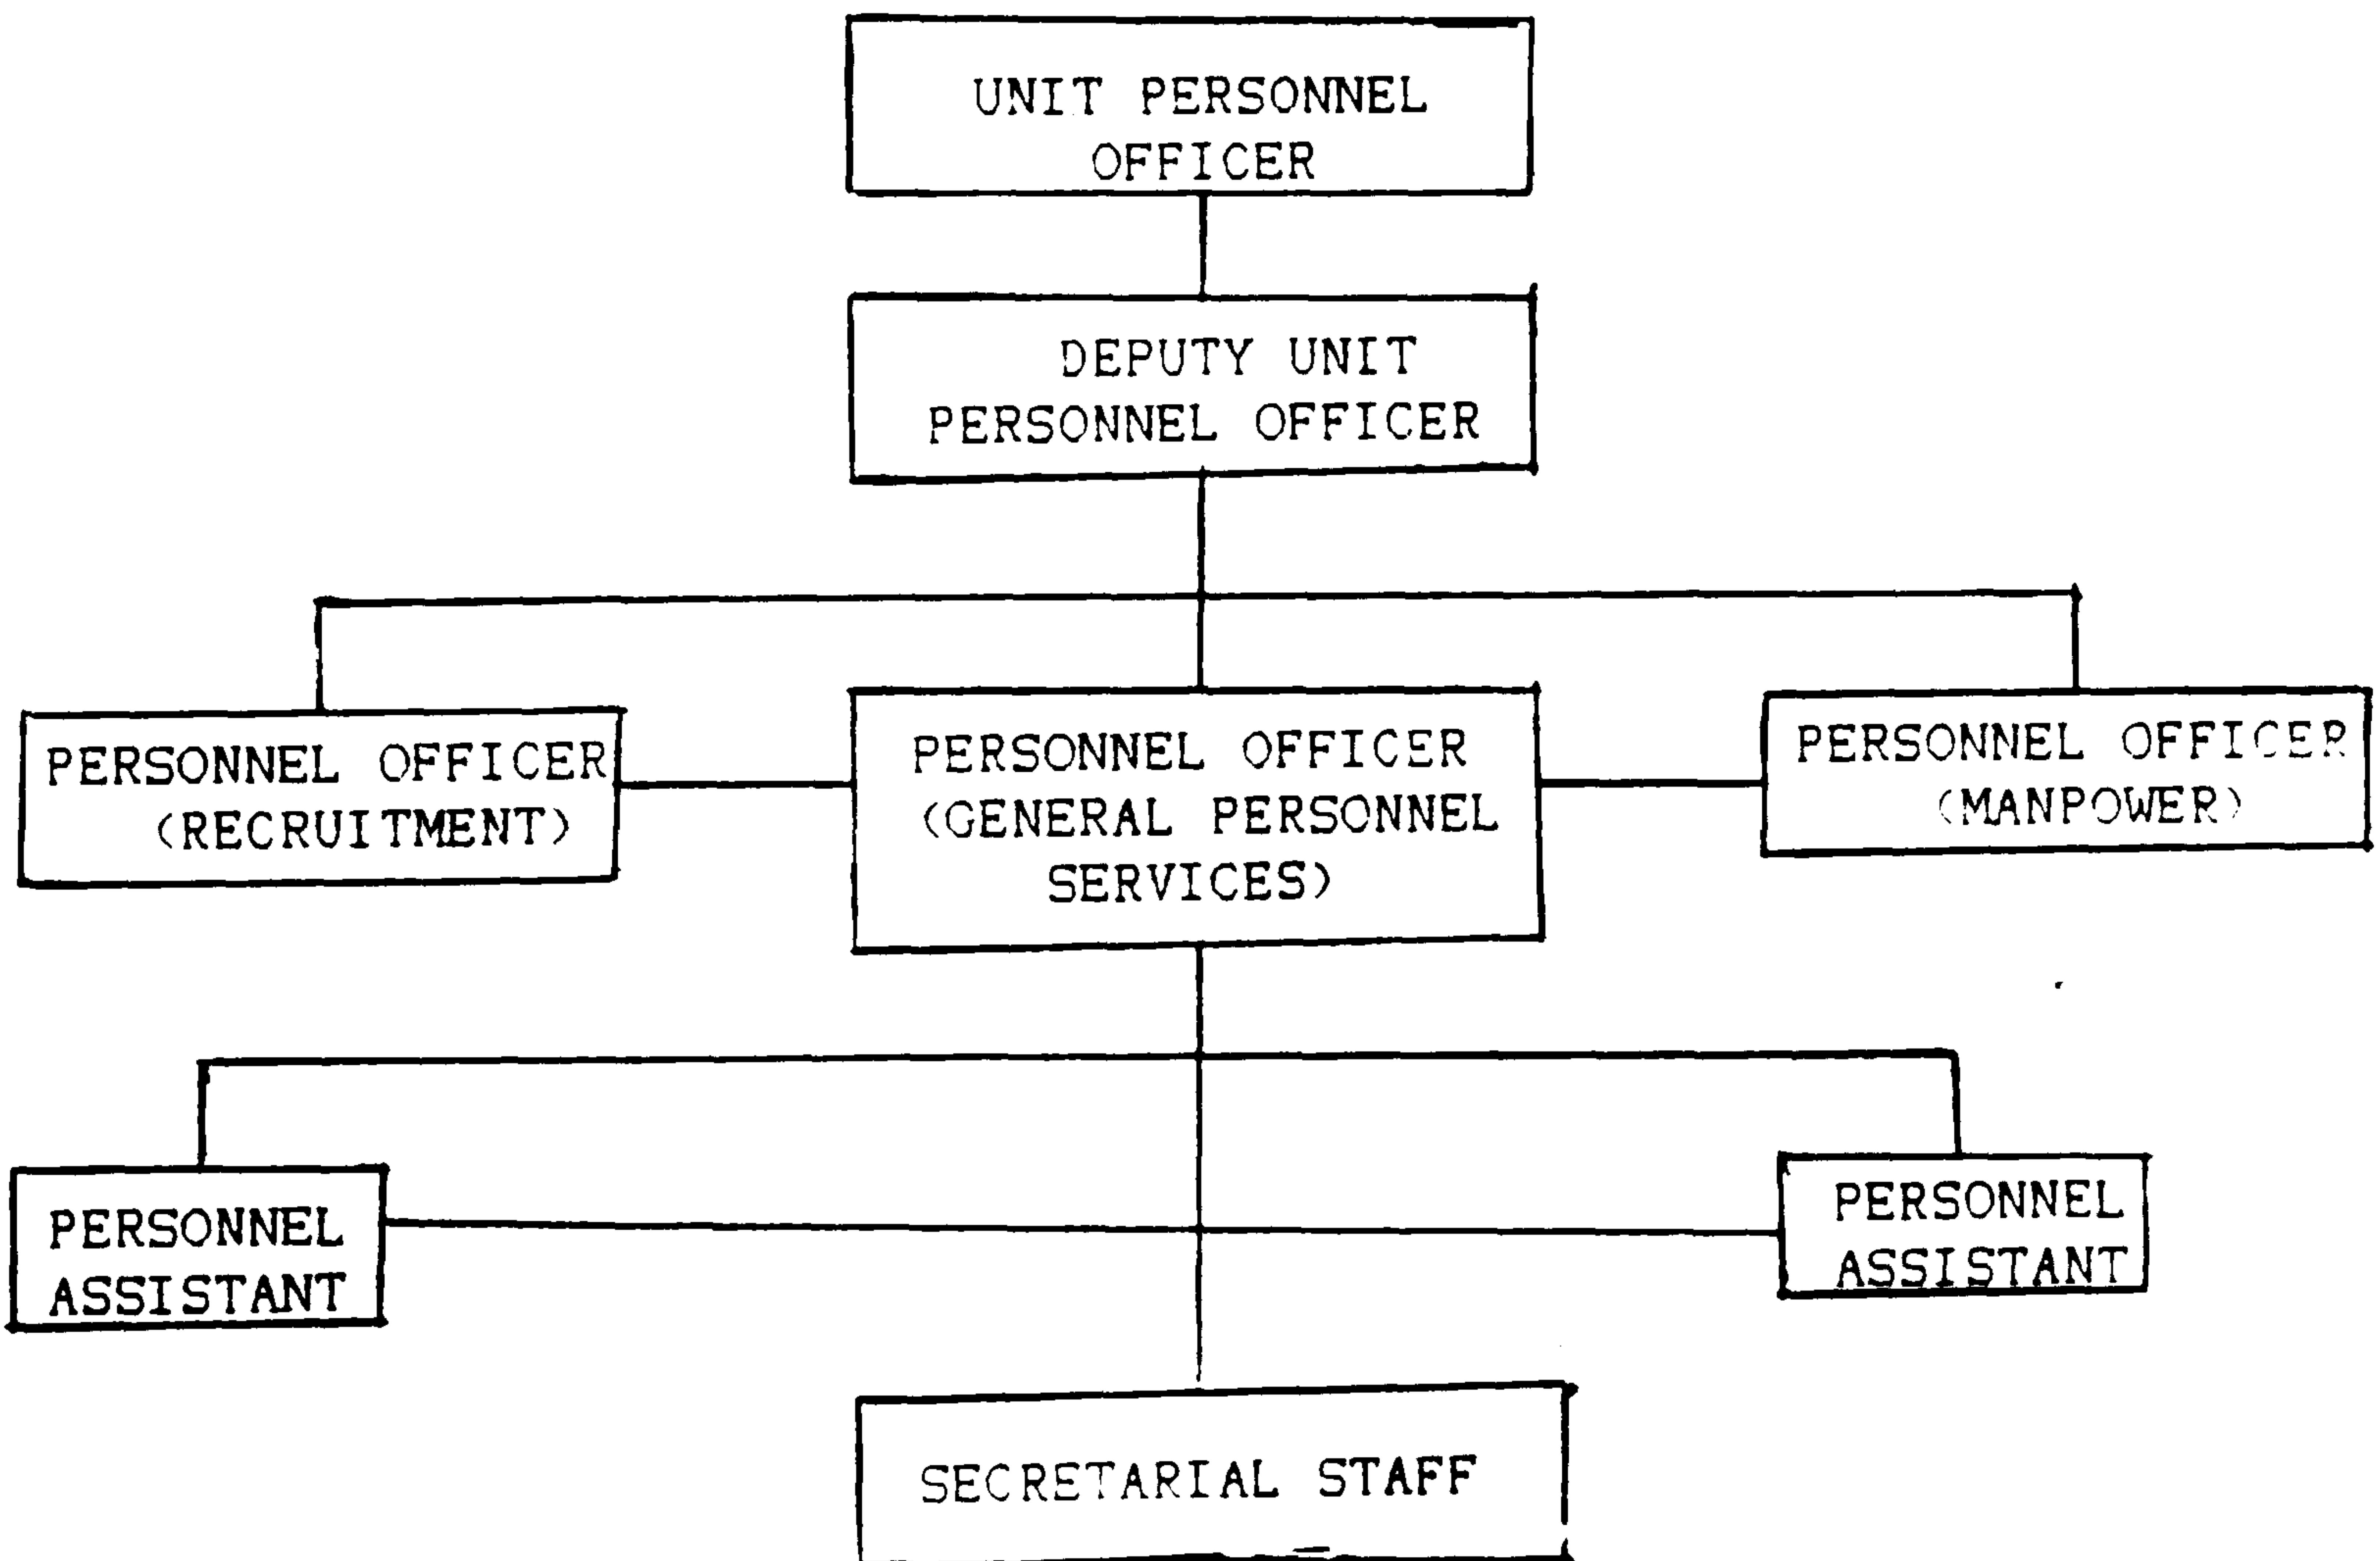 UNIT PERSONNEL
OFFICER
DEPUTY UNIT
PERSONNEL OFFICER
PERSONNEL OFFICER
(RECRUITMENT)
PERSONNEL OFFICER
(GENERAL PERSONNEL
SERVICES)
PERSONNEL OFFICER
(MANPOWER)
PERSONNEL
ASSISTANT
PERSONNEL
ASSISTANT
SECRETARIAL STAFF